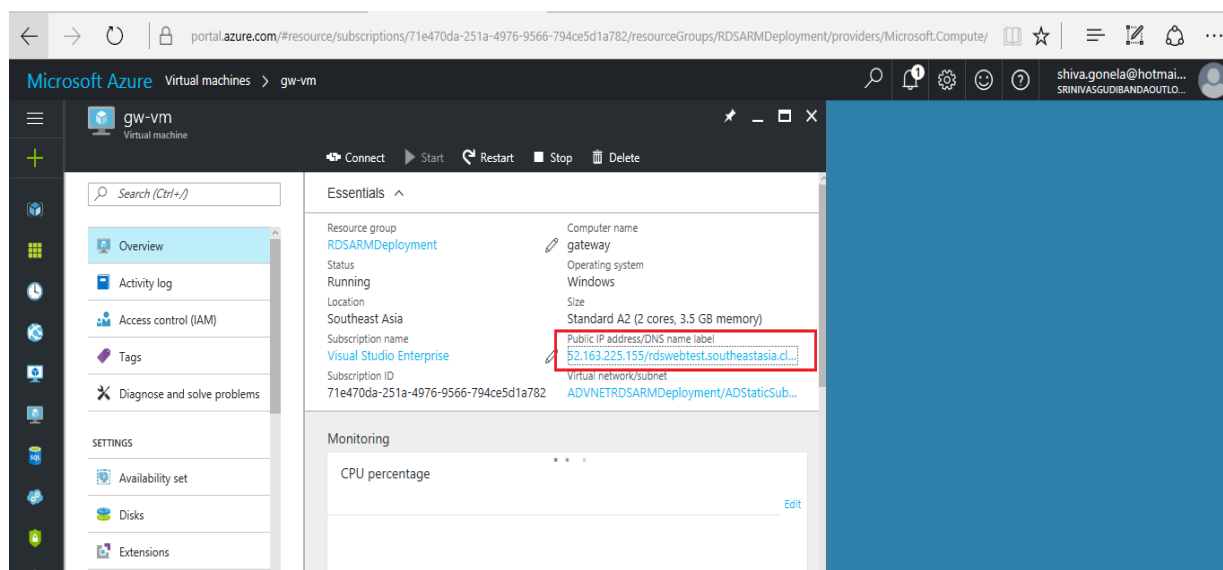 portal.azure.com/#resource/subscriptions/71e470da-251a-4976-9566-794ce5d1a782/resourceGroups/RDSARMDeployment/providers/Microsoft.Compute/
Microsoft Azure Virtual machines > gw-vm
1
shiva.gonela@hotmai...
SRINIVASGUDIBANDAOUTLO...
gw-vm
Virtual machine
Connect Start Restart Stop Delete
Search (Ctrl+/)
Overview
Activity log
Access control (IAM)
Tags
Diagnose and solve problems
SETTINGS
Availability set
Disks
Extensions
SQL
Essentials
Resource group
RDSARMDeployment
Status
Running
Location
Southeast Asia
Subscription name
Visual Studio Enterprise
Subscription ID
71e470da-251a-4976-9566-794ce5d1a782
Computer name
gateway
Operating system
Windows
Size
Standard A2 (2 cores, 3.5 GB memory)
Public IP address/DNS name label
52.163.225.155/rdswebtest.southeastasia.cl...
Virtual network/subnet
ADVNETRDSARMDeployment/ADStaticSub...
Monitoring
CPU percentage
Edit